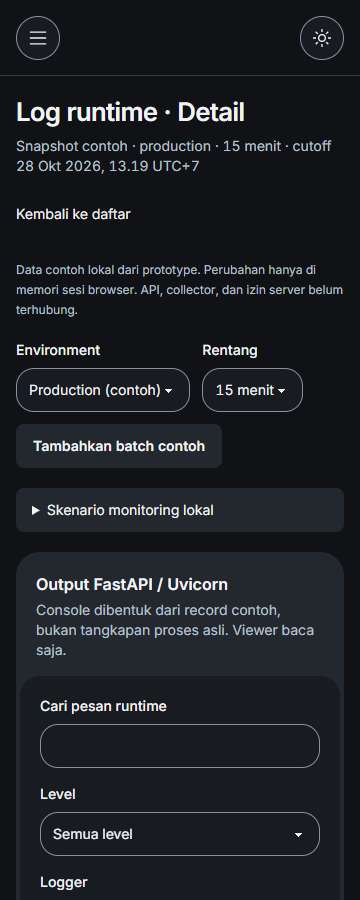 Log runtime · Detail
Snapshot contoh · production · 15 menit · cutoff
28 Okt 2026, 13.19 UTC+7
Kembali ke daftar
Data contoh lokal dari prototype. Perubahan hanya di
memori sesi browser. API, collector, dan izin server belum
terhubung.
Environment
Rentang
Production (contoh)
15 menit
Tambahkan batch contoh
Skenario monitoring lokal
Output FastAPI / Uvicorn
Console dibentuk dari record contoh,
bukan tangkapan proses asli. Viewer baca
saja.
Cari pesan runtime
Level
Semua level
Logger